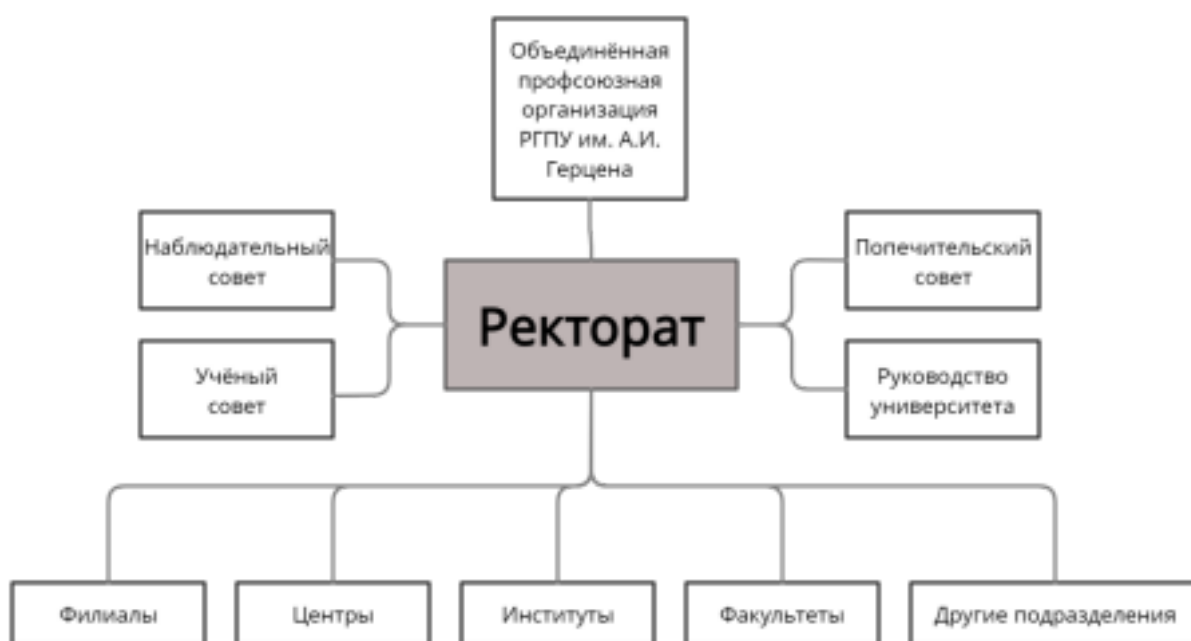 Объединённая
профсоюзная
организация
РГПУ им. А.И.
Герцена
Наблюдательный
совет
Попечительский
совет
Ректорат
Учёный
совет
Руководство
университета
Филиалы
Центры
Институты
Факультеты
Другие подразделения